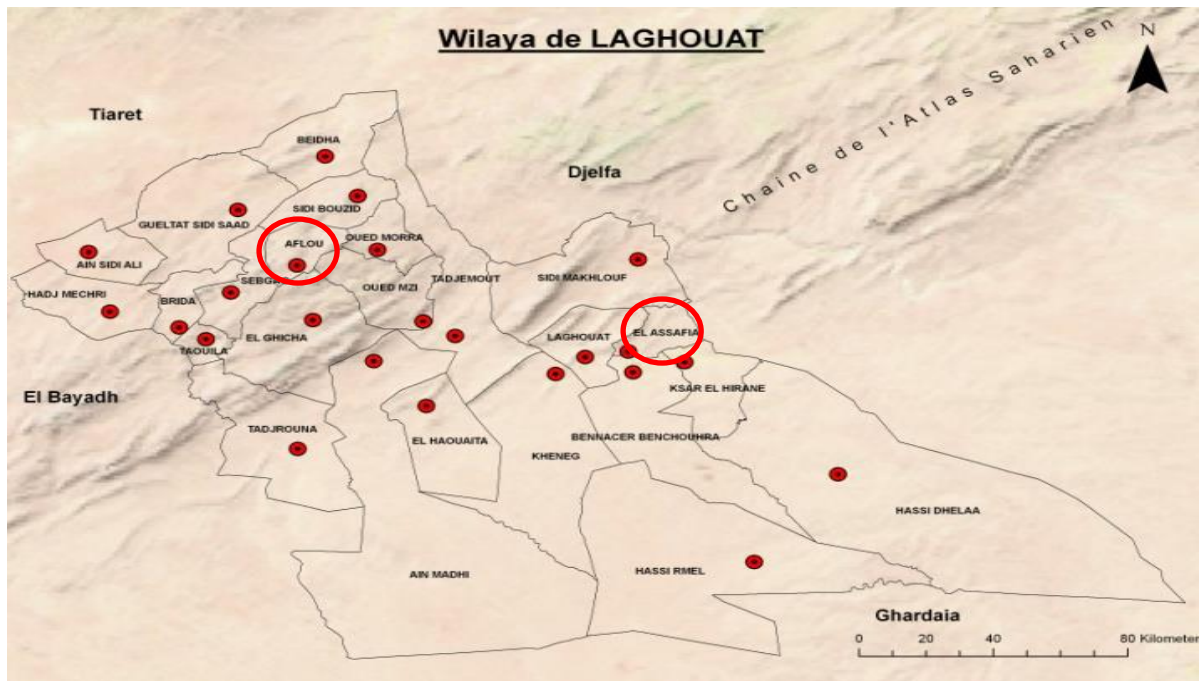 Wilaya de LAGHOUAT
N
Chaine de l'Atlas Saharien
Tiaret
Djelfa
BEIDHA
SIDI BOUZID
GUELTAT SIDI SAAD
AFLOU
OUED MORRA
AIN SIDI ALI
SIDI MAKHLOUF
TADJEMOUT
SEBGAG
OUED MZI
HADJ MECHRI
BRIDA
EL GHICHA
LAGHOUAT
EL ASSAFIA
TAOUILA
KSAR EL HIRANE
El Bayadh
TADJROUNA
EL HAOUAITA
BENNACER BENCHOUHRA
KHENEG
HASSI DHELAA
AIN MADHI
HASSI RMEL
Ghardaia
0 20 40 80 Kilometer